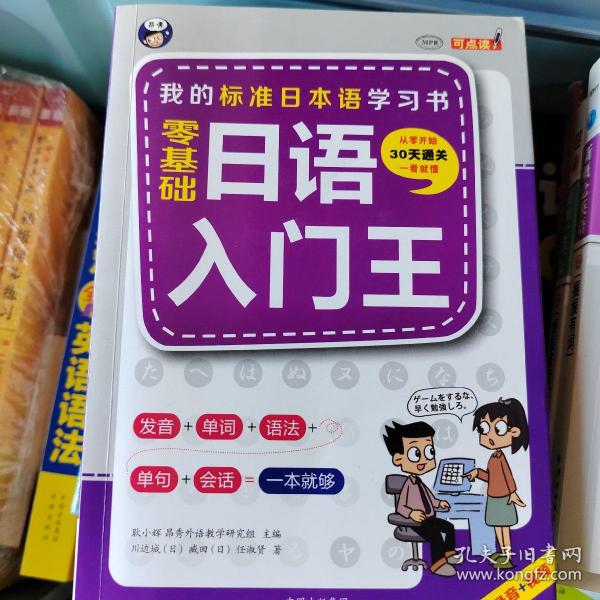 昂秀
MPR
可点读!
我的标准日本语学习书
零基础
日语
入门王
从零开始
30天通关
一看就懂
た へ は ぬ ヌ に な ち
ゲームをするな、
早く勉強しろ。
発音 + 单词 + 语法 +
单句 + 会话 = 一本就够
耿小辉 昂秀外语教学研究组 主编
川边城(日) 臧田(日) 任淑贤 著
英语语法
孔夫子旧书网
www.kongfz.com